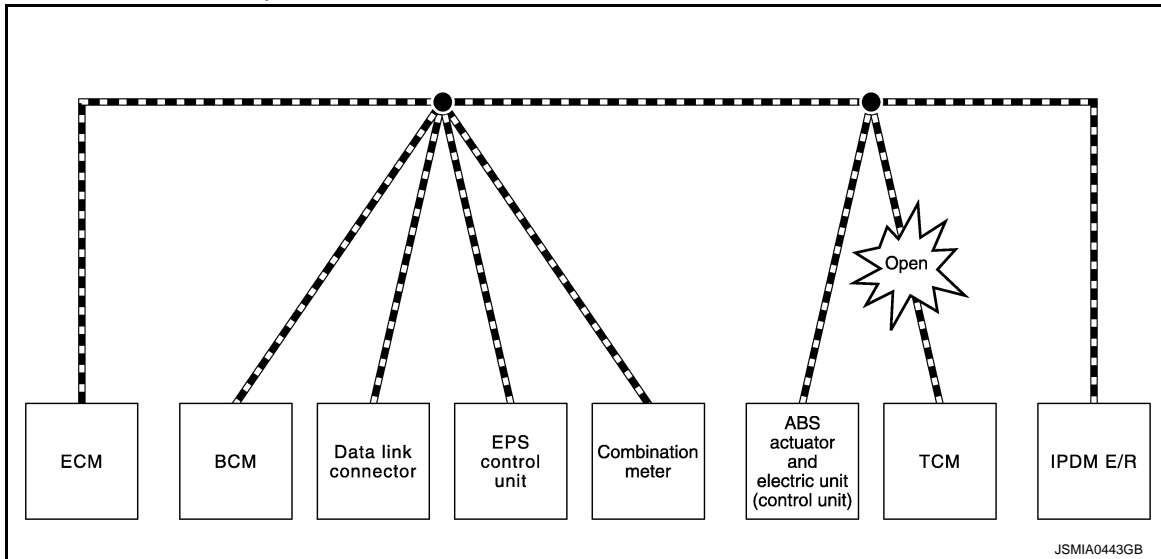 Open
ECM
BCM
Data link
connector
EPS
control
unit
Combination
meter
ABS
actuator
and
electric unit
(control unit)
TCM
IPDM E/R
JSMIA0443GB